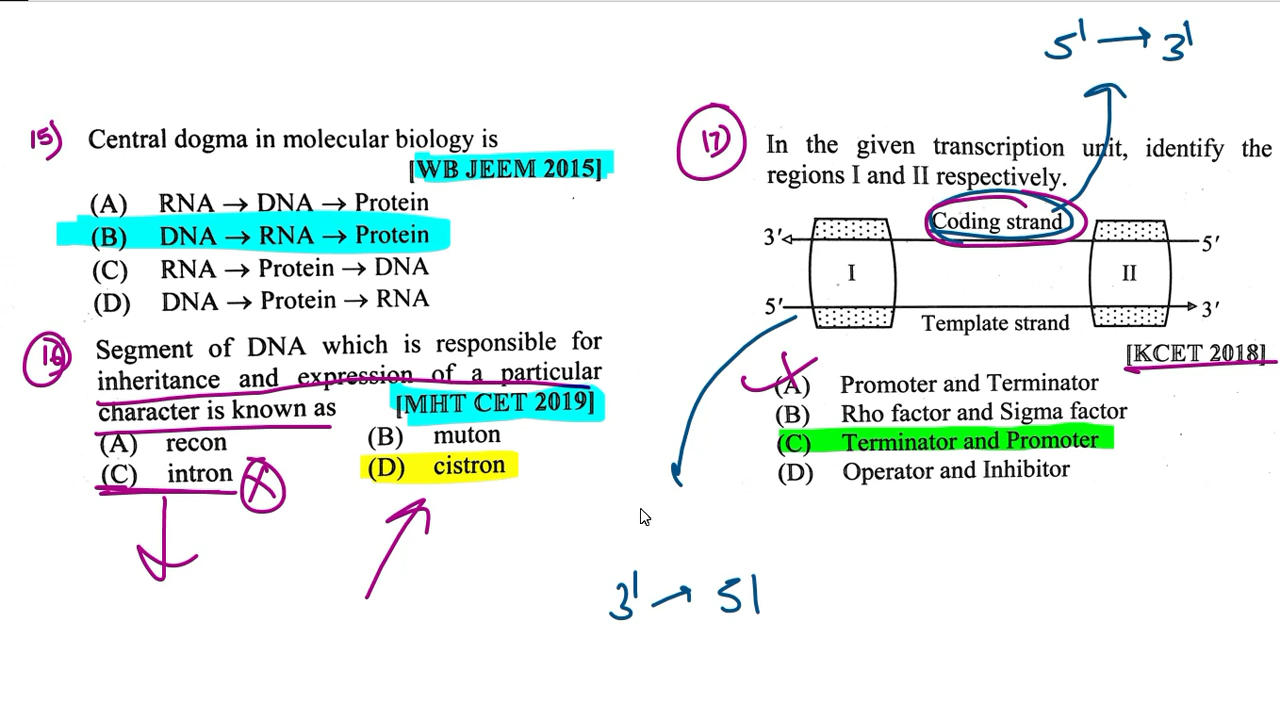 5' → 3'
15) Central dogma in molecular biology is
[WB JEEM 2015]
(A) RNA → DNA → Protein
(B) DNA → RNA → Protein
(C) RNA → Protein → DNA
(D) DNA → Protein → RNA
16 Segment of DNA which is responsible for
inheritance and expression of a particular
character is known as [MHT CET 2019]
(A) recon (B) muton
(C) intron (D) cistron
17) In the given transcription unit, identify the
regions I and II respectively.
Coding strand
3' 5'
I II
5' 3'
Template strand
[KCET 2018]
(A) Promoter and Terminator
(B) Rho factor and Sigma factor
(C) Terminator and Promoter
(D) Operator and Inhibitor
3' → 5'